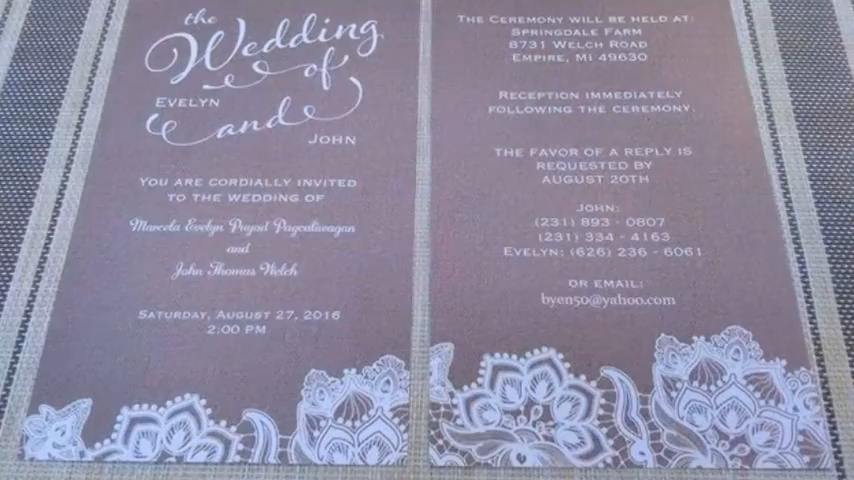 the
Wedding
of
Evelyn
and
John
You are cordially invited
to the wedding of
Marcela Evelyn Payad Pagcaliwagan
and
John Thomas Welch
Saturday, August 27, 2016
2:00 PM
The Ceremony will be held at:
Springdale Farm
8731 Welch Road
Empire, MI 49630
Reception immediately
following the ceremony.
The favor of a reply is
requested by
August 20th
John:
(231) 893 - 0807
(231) 334 - 4163
Evelyn: (626) 236 - 6061
or email:
byen50@yahoo.com